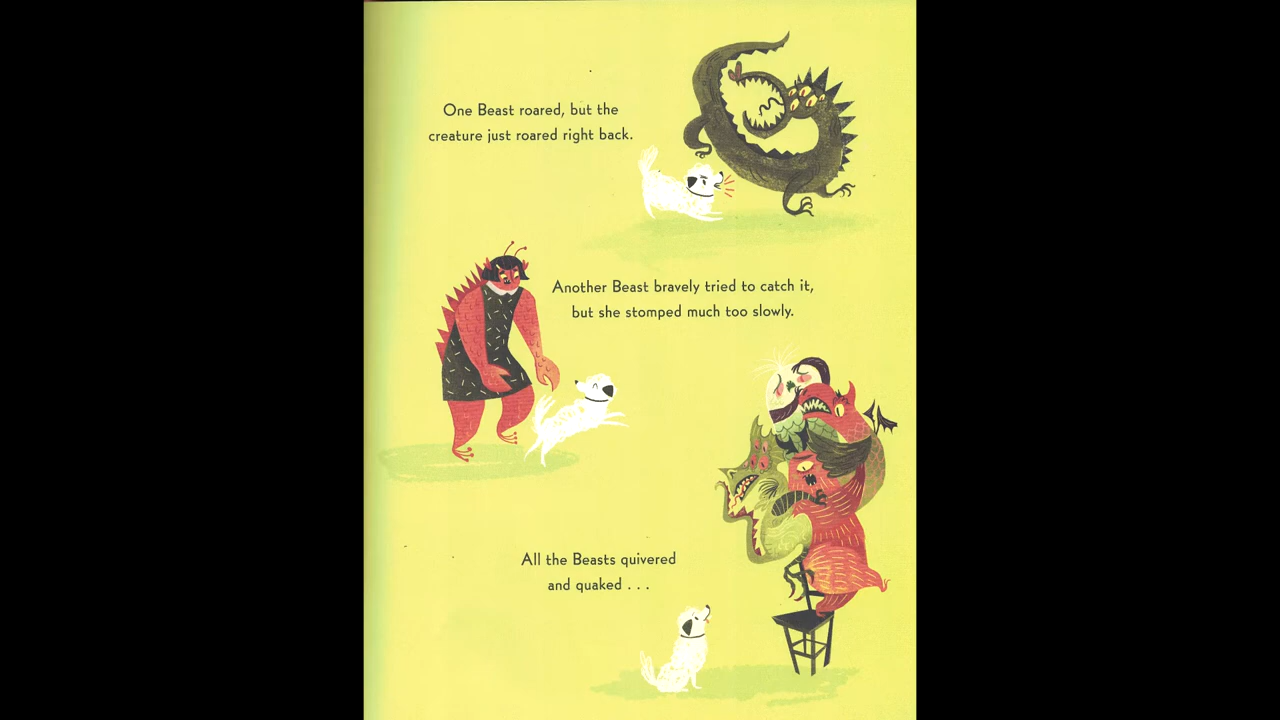 One Beast roared, but the
creature just roared right back.
Another Beast bravely tried to catch it,
but she stomped much too slowly.
All the Beasts quivered
and quaked . . .